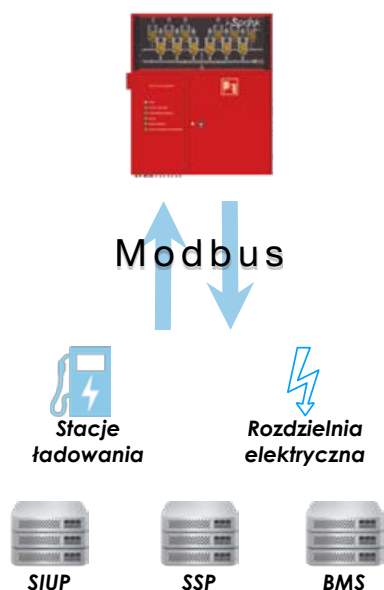 Modbus
Stacje
ładowania
Rozdzielnia
elektryczna
SIUP
SSP
BMS